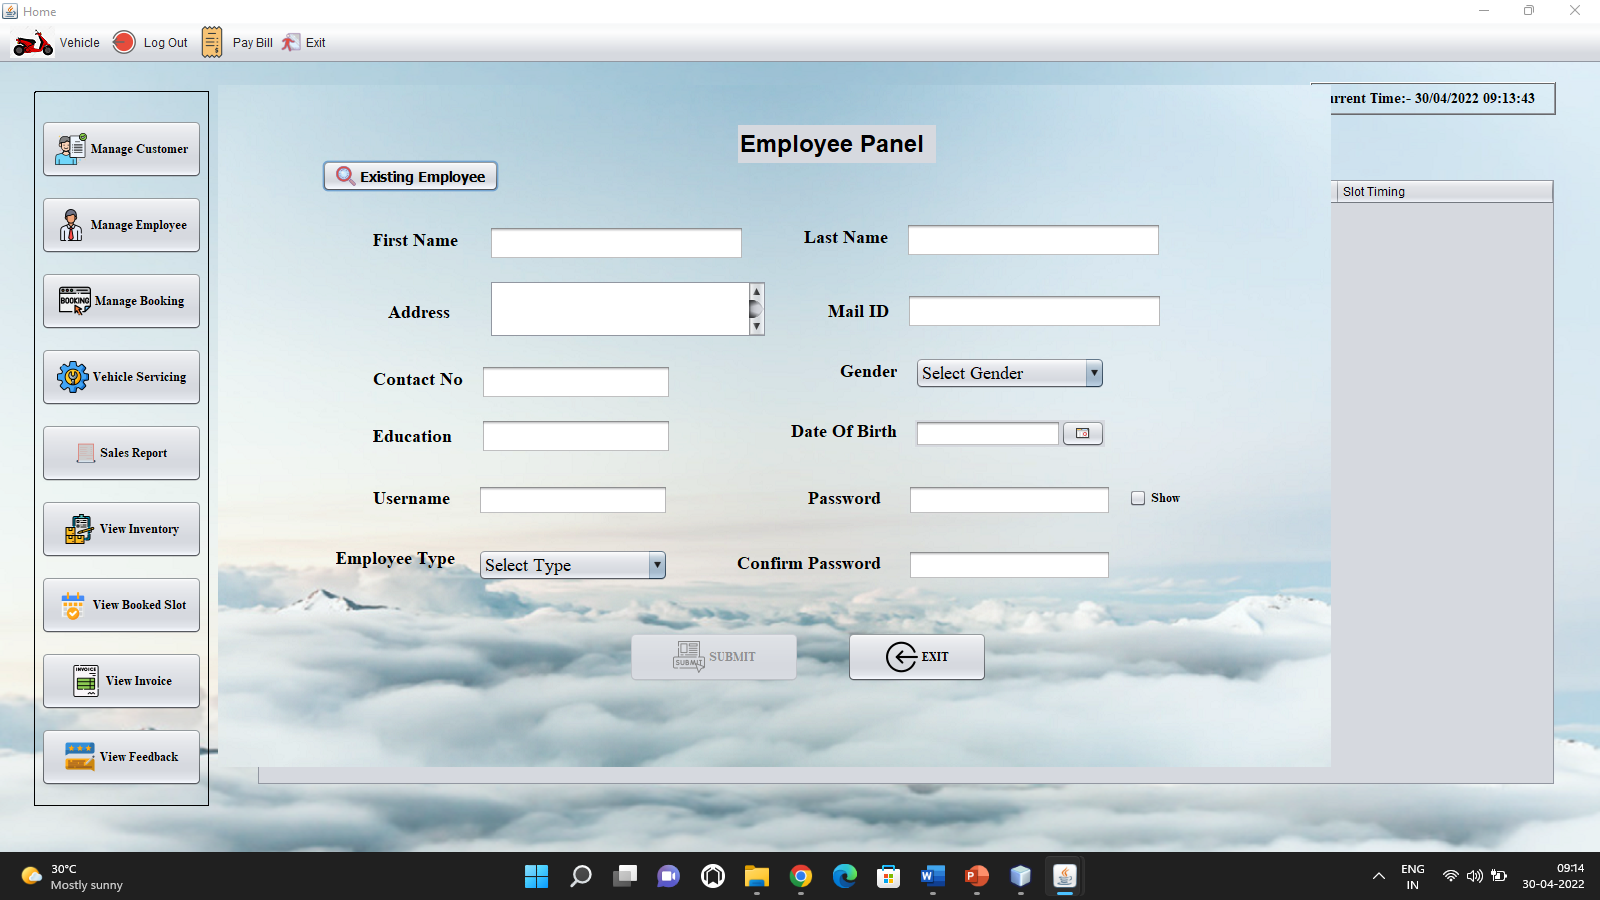 Home
Vehicle Log Out Pay Bill Exit
urrent Time:- 30/04/2022 09:13:43
Manage Customer
Manage Employee
BOOKING Manage Booking
Vehicle Servicing
Sales Report
View Inventory
View Booked Slot
INVOICE View Invoice
View Feedback
Employee Panel
Existing Employee
First Name
Last Name
Address
Mail ID
Contact No
Gender Select Gender
Education
Date Of Birth
Username
Password Show
Employee Type Select Type
Confirm Password
SUBMIT SUBMIT
EXIT
Slot Timing
30°C
Mostly sunny
ENG
IN
09:14
30-04-2022